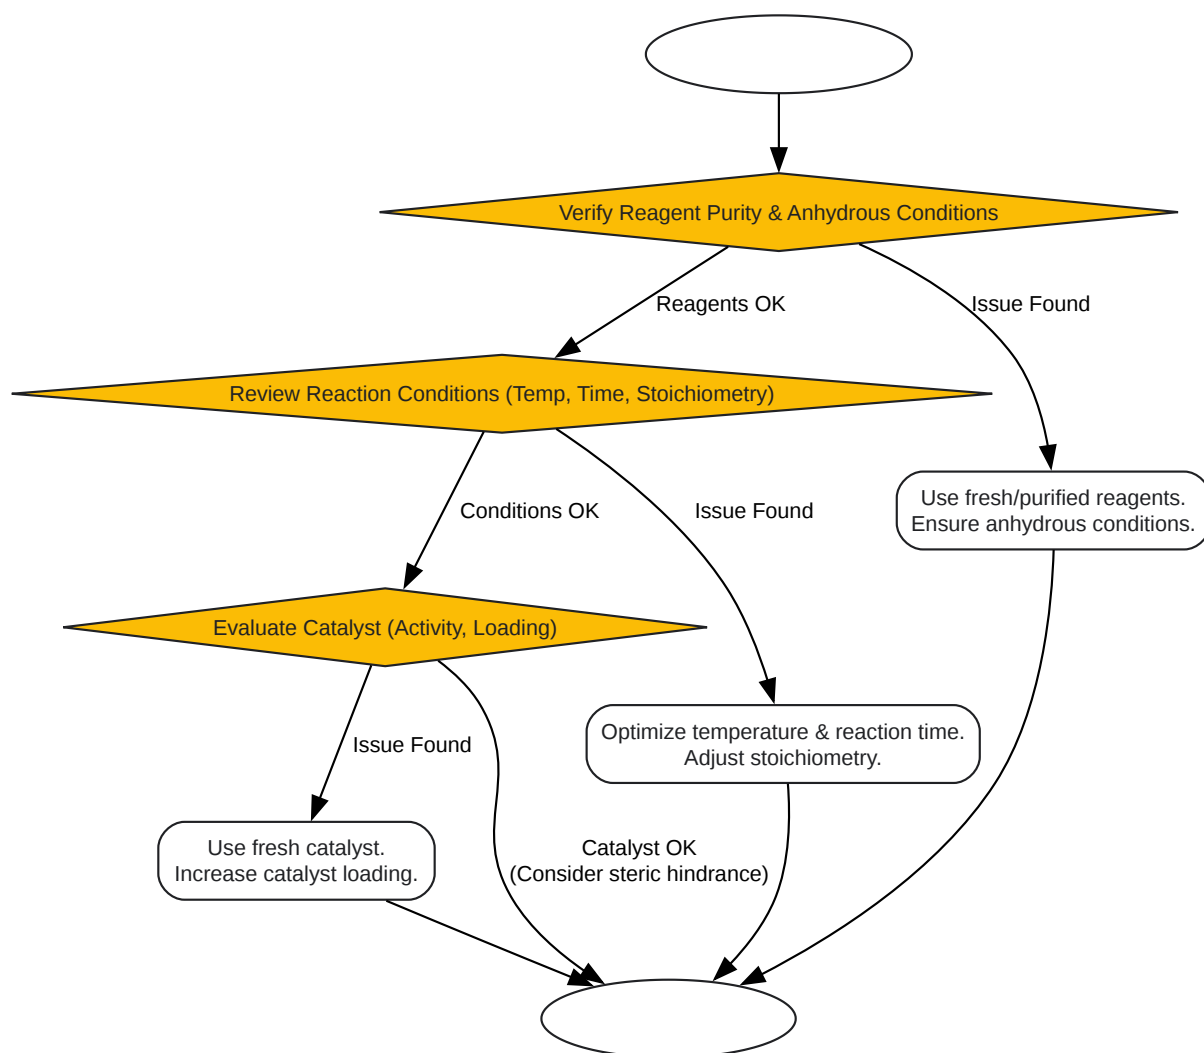 Verify Reagent Purity & Anhydrous Conditions
Reagents OK
Issue Found
Review Reaction Conditions (Temp, Time, Stoichiometry)
Use fresh/purified reagents.
Ensure anhydrous conditions.
Conditions OK
Issue Found
Evaluate Catalyst (Activity, Loading)
Optimize temperature & reaction time.
Adjust stoichiometry.
Issue Found
Use fresh catalyst.
Increase catalyst loading.
Catalyst OK
(Consider steric hindrance)